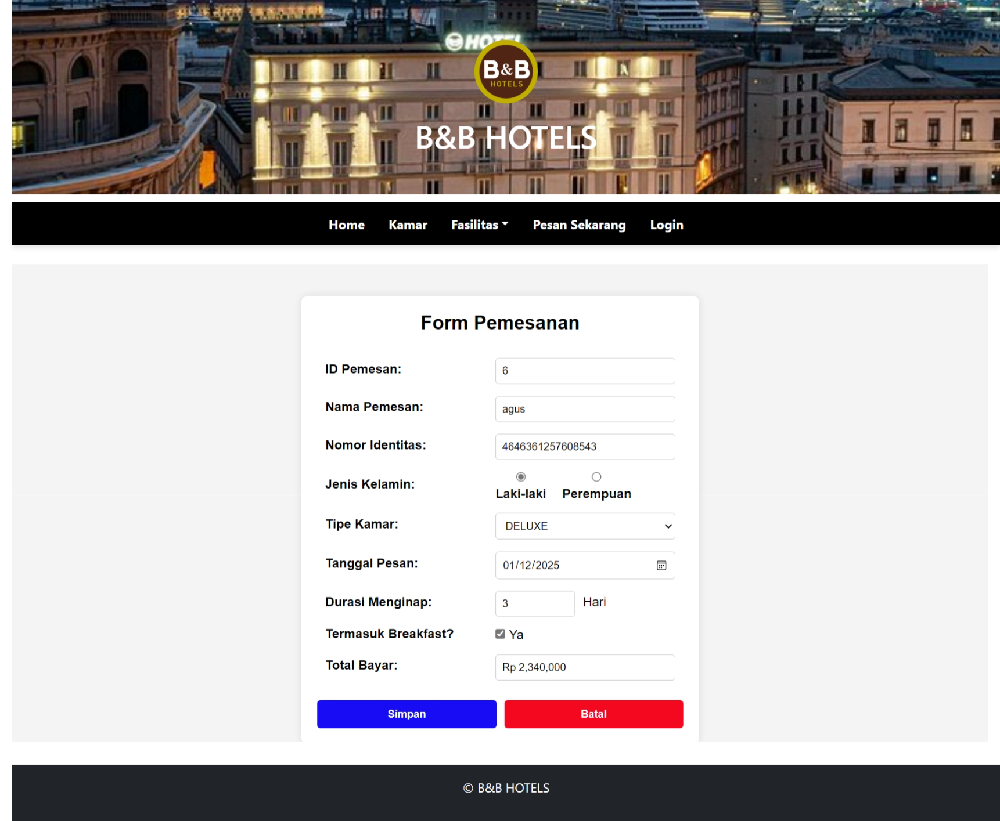 HOTEL
B&B
HOTELS
B&B HOTELS
Home Kamar Fasilitas Pesan Sekarang Login
Form Pemesanan
ID Pemesan: 6
Nama Pemesan: agus
Nomor Identitas: 4646361257608543
Jenis Kelamin: Laki-laki Perempuan
Tipe Kamar: DELUXE
Tanggal Pesan: 01/12/2025
Durasi Menginap: 3 Hari
Termasuk Breakfast? Ya
Total Bayar: Rp 2,340,000
Simpan Batal
© B&B HOTELS